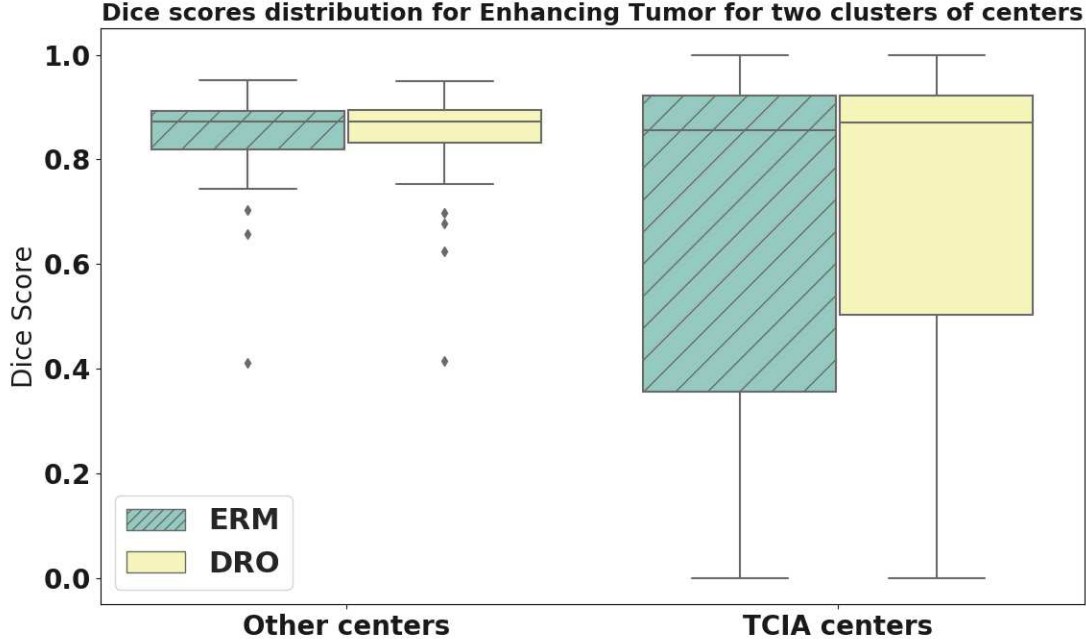 Dice scores distribution for Enhancing Tumor for two clusters of centers
Dice Score
1.0
0.8
0.6
0.4
0.2
0.0
ERM
DRO
Other centers
TCIA centers